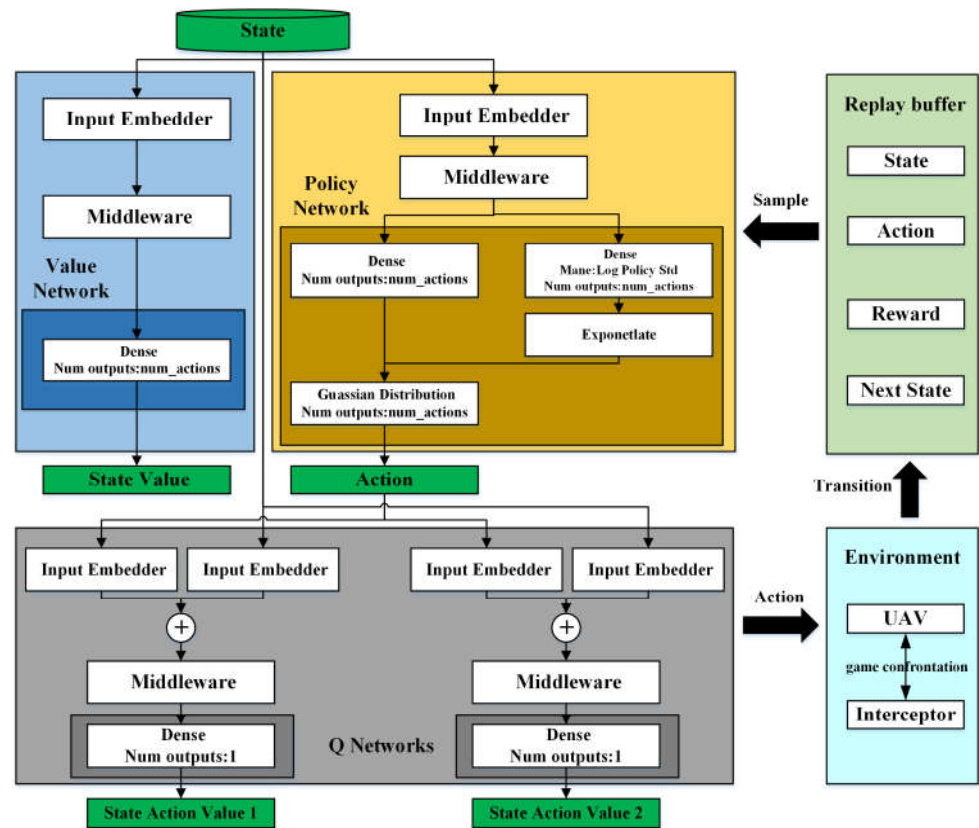 State
Input Embedder
Middleware
Value
Network
Dense
Num outputs:num_actions
State Value
Input Embedder
Middleware
Policy
Network
Dense
Num outputs:num_actions
Dense
Mane:Log Policy Std
Num outputs:num_actions
Exponetlate
Guassian Distribution
Num outputs:num_actions
Action
Sample
Replay buffer
State
Action
Reward
Next State
Transition
Input Embedder
Input Embedder
Input Embedder
Input Embedder
+
+
Middleware
Middleware
Dense
Num outputs:1
Q Networks
Dense
Num outputs:1
State Action Value 1
State Action Value 2
Action
Environment
UAV
game confrontation
Interceptor